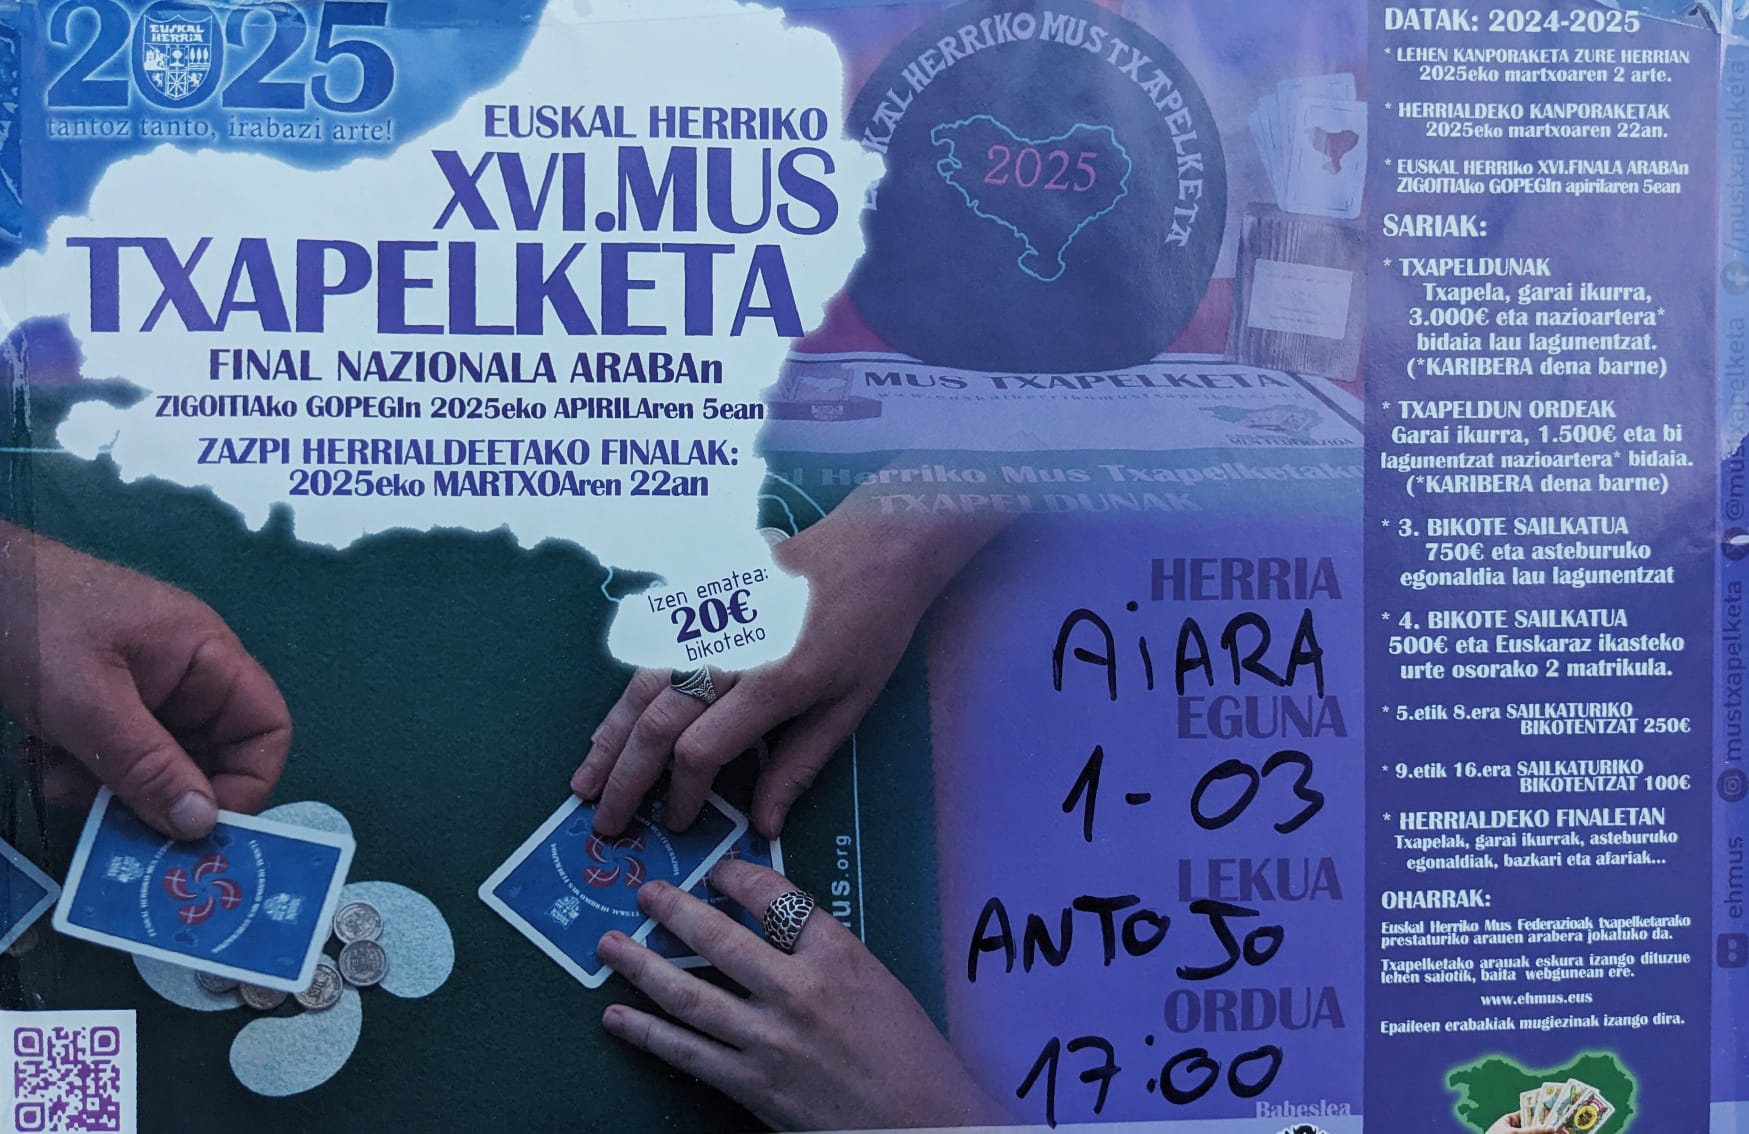 2025
EUSKAL
HERRIA
tantoz tanto, irabazi arte!
EUSKAL HERRIKO
XVI.MUS
TXAPELKETA
FINAL NAZIONALA ARABAn
ZIGOITIAko GOPEGIn 2025eko APIRILAren 5ean
ZAZPI HERRIALDEETAKO FINALAK:
2025eko MARTXOAren 22an
Izen ematea:
20€
bikoteko
KAL HERRIKO MUS TXAPELKETA
2025
MUS TXAPELKETA
Herriko Mus Txapelketako
TXAPELDUNAK
HERRIA
AiARA
EGUNA
1-03
LEKUA
ANTOJO
ORDUA
17:00
Babeslea
us.org
DATAK: 2024-2025
* LEHEN KANPORAKETA ZURE HERRIAN
2025eko martxoaren 2 arte.
* HERRIALDEKO KANPORAKETAK
2025eko martxoaren 22an.
* EUSKAL HERRIko XVI.FINALA ARABAn
ZIGOITIAko GOPEGIn apirilaren 5ean
SARIAK:
* TXAPELDUNAK
Txapela, garai ikurra,
3.000€ eta nazioartera*
bidaia lau lagunentzat.
(*KARIBERA dena barne)
* TXAPELDUN ORDEAK
Garai ikurra, 1.500€ eta bi
lagunentzat nazioartera* bidaia.
(*KARIBERA dena barne)
* 3. BIKOTE SAILKATUA
750€ eta asteburuko
egonaldia lau lagunentzat
* 4. BIKOTE SAILKATUA
500€ eta Euskaraz ikasteko
urte osorako 2 matrikula.
* 5.etik 8.era SAILKATURIKO
BIKOTENTZAT 250€
* 9.etik 16.era SAILKATURIKO
BIKOTENTZAT 100€
* HERRIALDEKO FINALETAN
Txapelak, garai ikurrak, asteburuko
egonaldiak, bazkari eta afariak...
OHARRAK:
Euskal Herriko Mus Federazioak txapelketarako
prestaturiko arauen arabera jokatuko da.
Txapelketako arauak eskura izango dituzue
lehen saiotik, baita webgunean ere.
www.ehmus.eus
Epaileen erabakiak mugiezinak izango dira.
ehmus
mustxapelketa
@mustxapelketa
/mustxapelketa